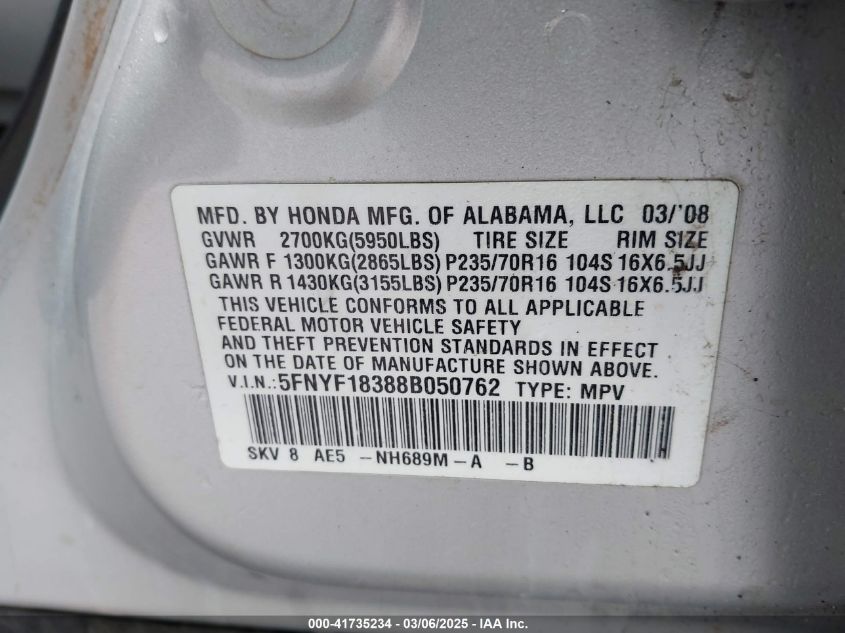 MFD. BY HONDA MFG. OF ALABAMA, LLC 03/'08
GVWR 2700KG(5950LBS) TIRE SIZE RIM SIZE
GAWR F 1300KG(2865LBS) P235/70R16 104S 16X6.5JJ
GAWR R 1430KG(3155LBS) P235/70R16 104S 16X6.5JJ
THIS VEHICLE CONFORMS TO ALL APPLICABLE
FEDERAL MOTOR VEHICLE SAFETY
AND THEFT PREVENTION STANDARDS IN EFFECT
ON THE DATE OF MANUFACTURE SHOWN ABOVE.
V.I.N.:5FNYF18388B050762 TYPE: MPV
SKV 8 AE5 -NH689M-A -B H
000-41735234 - 03/06/2025 - IAA Inc.